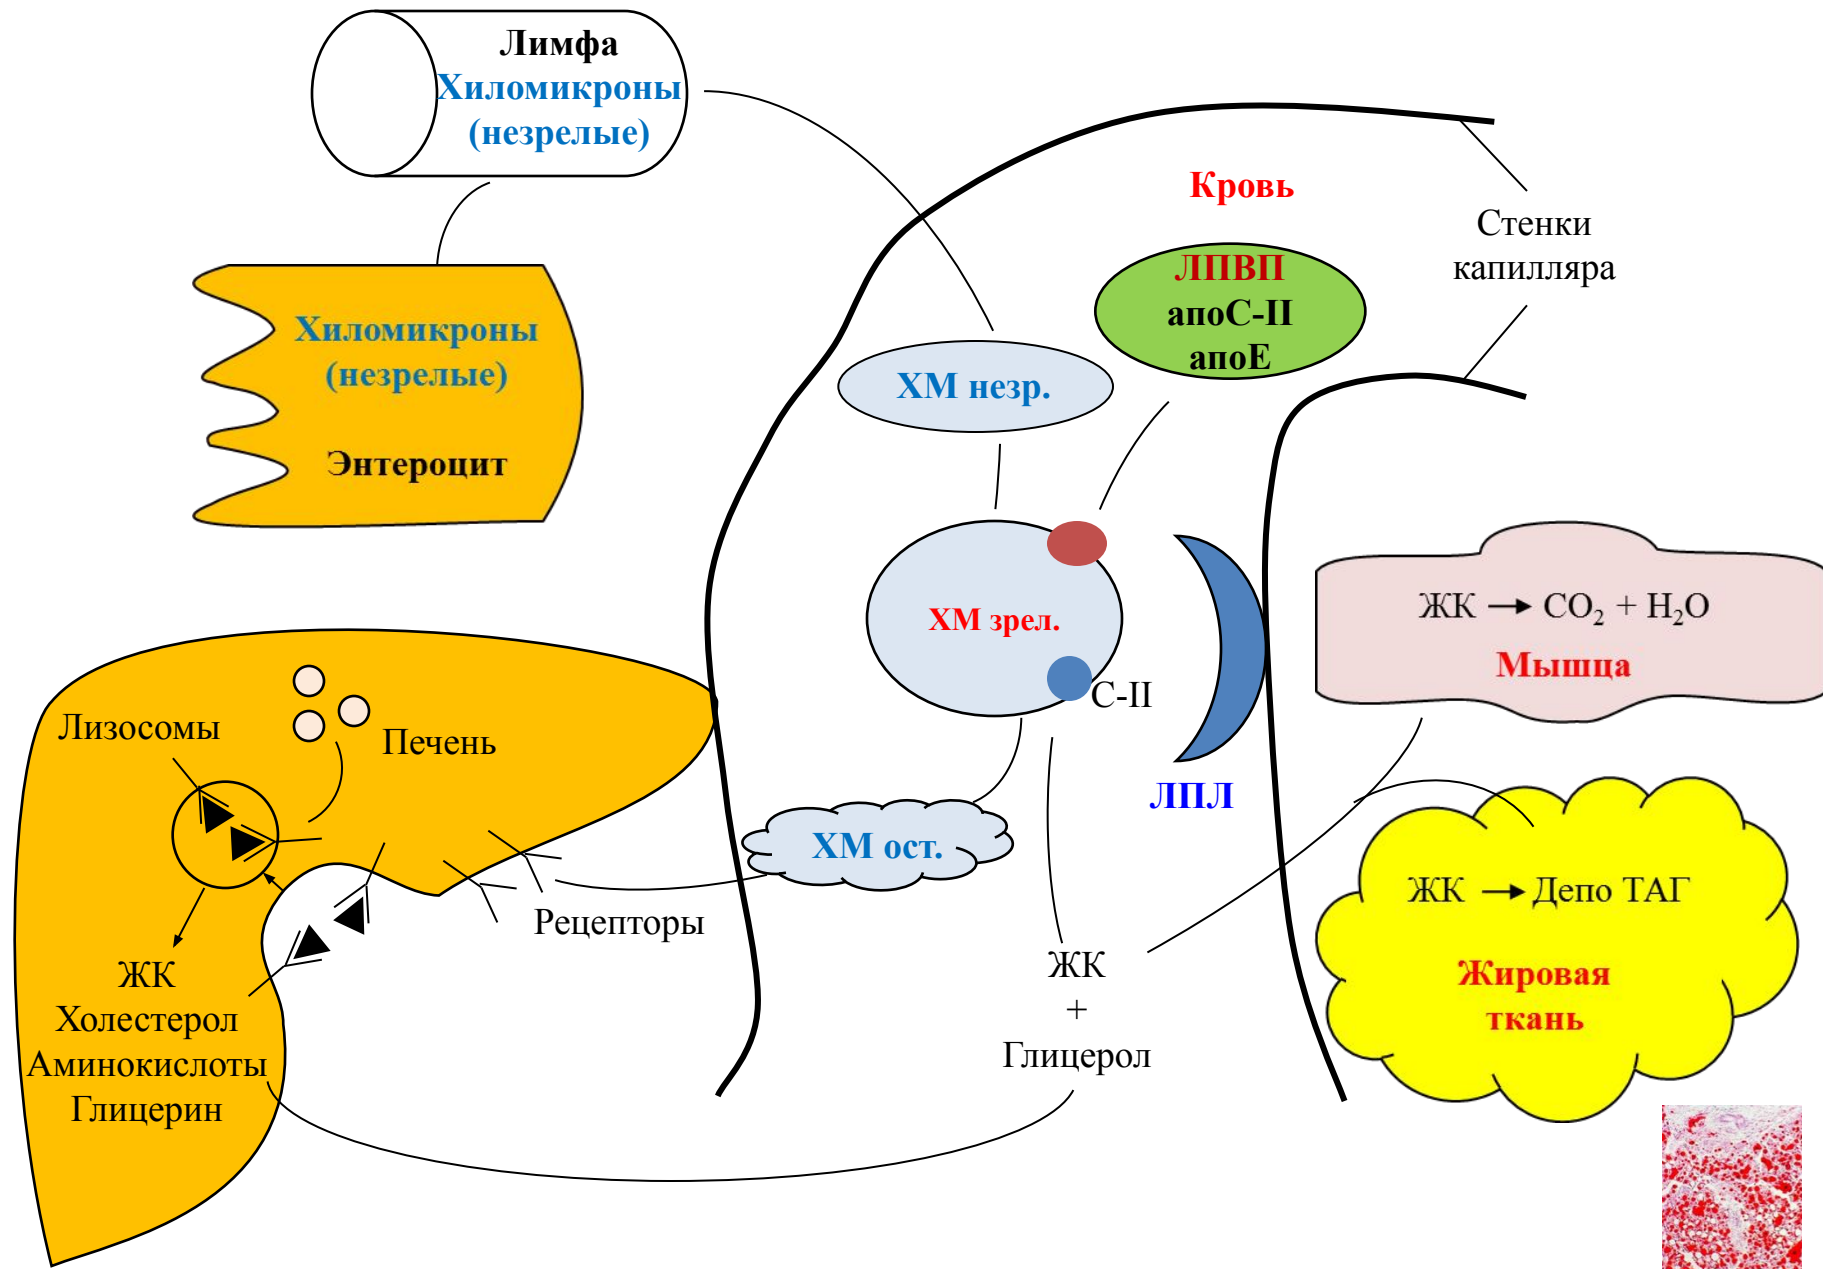 Лимфа
Хиломикроны
(незрелые)
Хиломикроны
(незрелые)
Энтероцит
Кровь
Стенки
капилляра
ЛПВП
апоС-II
апоЕ
ХМ незр.
ХМ зрел.
С-II
ЛПЛ
ЖК → CO₂ + H₂O
Мышца
Лизосомы
Печень
ХМ ост.
Рецепторы
ЖК → Депо ТАГ
Жировая
ткань
ЖК
+
Глицерол
ЖК
Холестерол
Аминокислоты
Глицерин